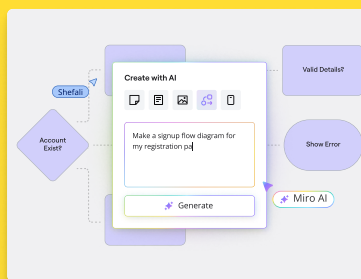 Create with AI
Valid Details?
Shefali
Make a signup flow diagram for
my registration pa
Account
Exist?
Show Error
Generate
Miro AI